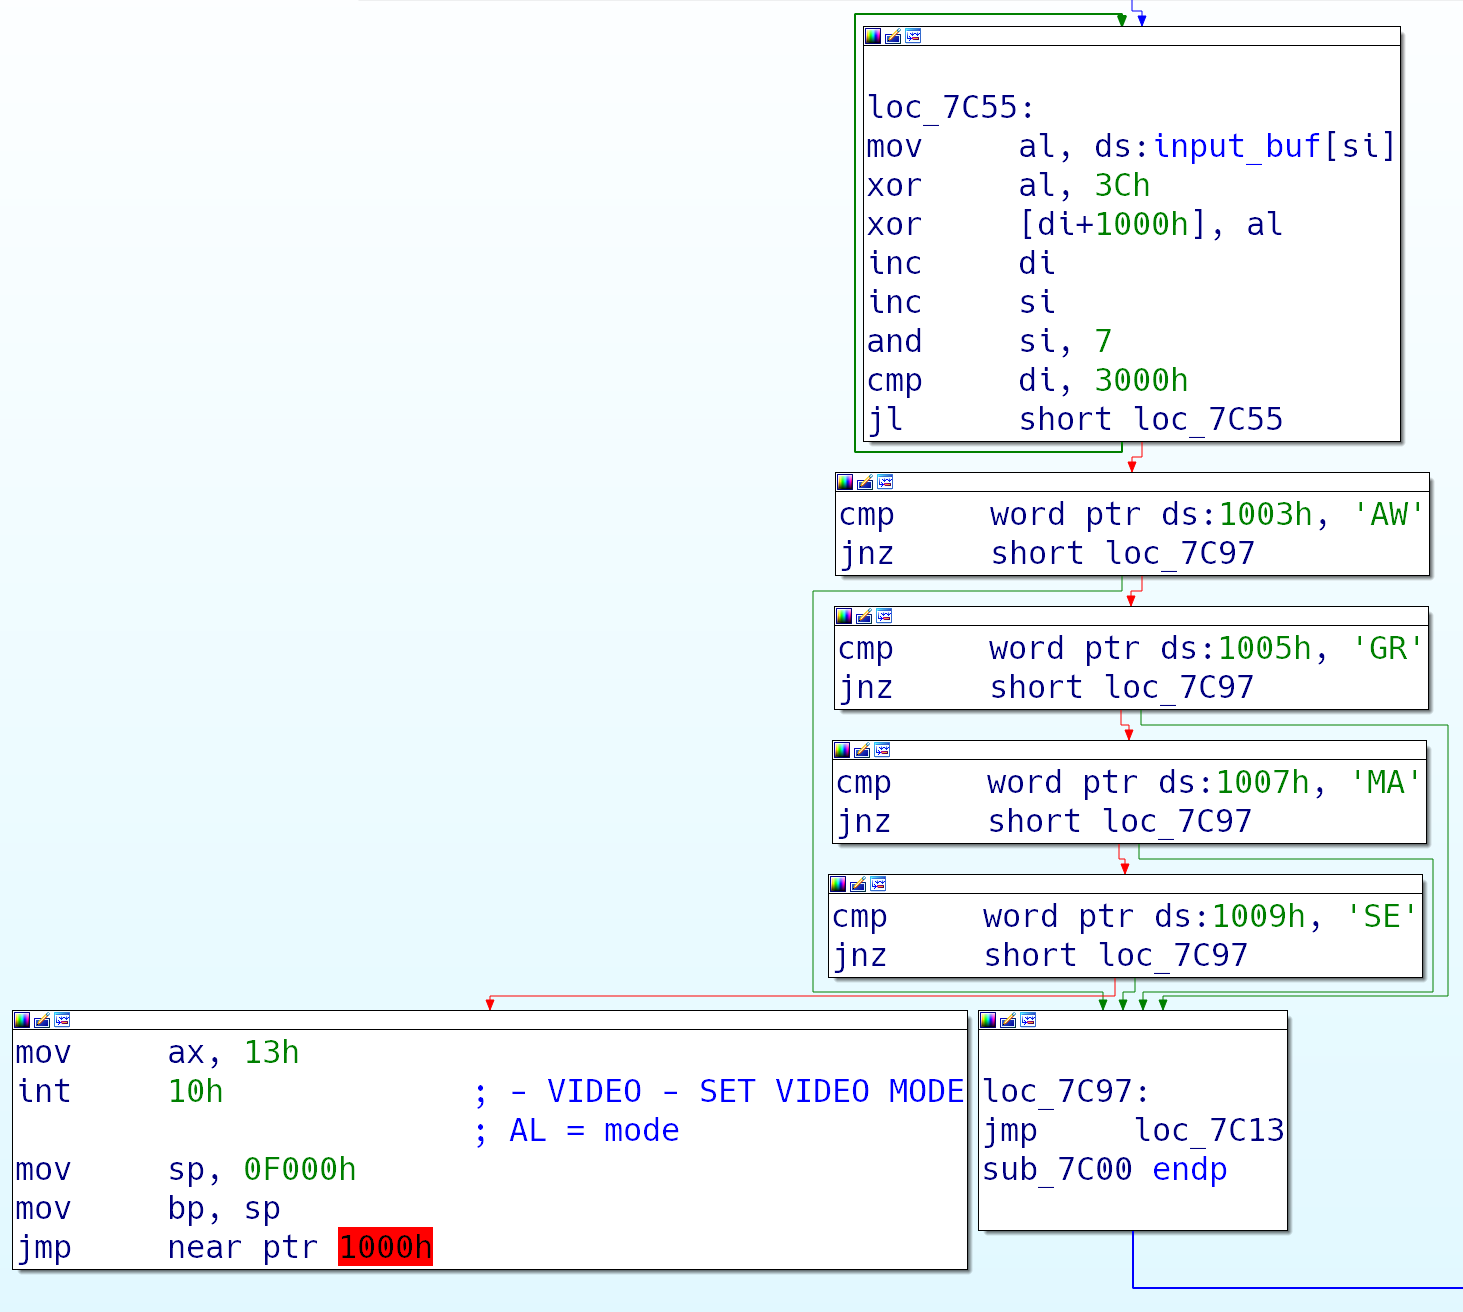 loc_7C55:
mov al, ds:input_buf[si]
xor al, 3Ch
xor [di+1000h], al
inc di
inc si
and si, 7
cmp di, 3000h
jl short loc_7C55
cmp word ptr ds:1003h, 'AW'
jnz short loc_7C97
cmp word ptr ds:1005h, 'GR'
jnz short loc_7C97
cmp word ptr ds:1007h, 'MA'
jnz short loc_7C97
cmp word ptr ds:1009h, 'SE'
jnz short loc_7C97
mov ax, 13h
int 10h ; - VIDEO - SET VIDEO MODE
; AL = mode
mov sp, 0F000h
mov bp, sp
jmp near ptr 1000h
loc_7C97:
jmp loc_7C13
sub_7C00 endp